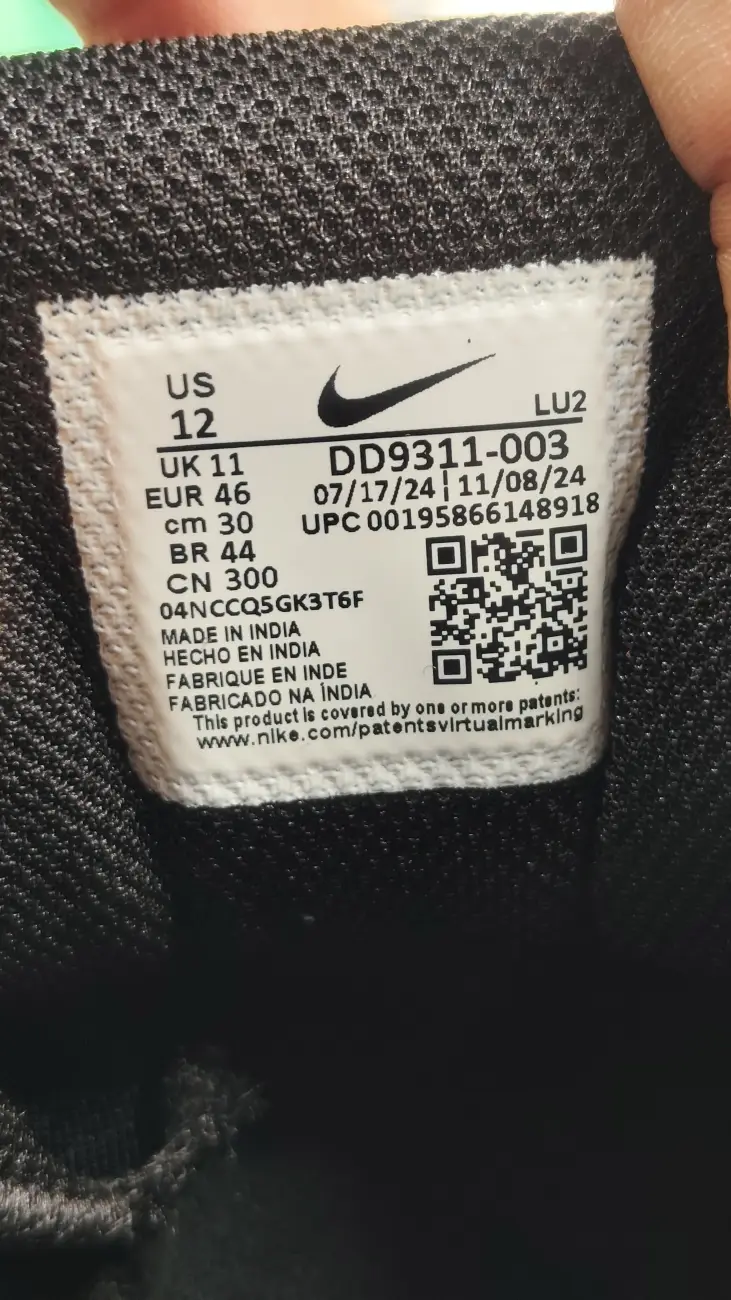 US
12
LU2
UK 11
DD9311-003
EUR 46
07/17/24 ¦ 11/08/24
cm 30
UPC 00195866148918
BR 44
CN 300
04NCCQ5GK3T6F
MADE IN INDIA
HECHO EN INDIA
FABRIQUE EN INDE
FABRICADO NA ÍNDIA
This product is covered by one or more patents:
www.nike.com/patentsvirtualmarking